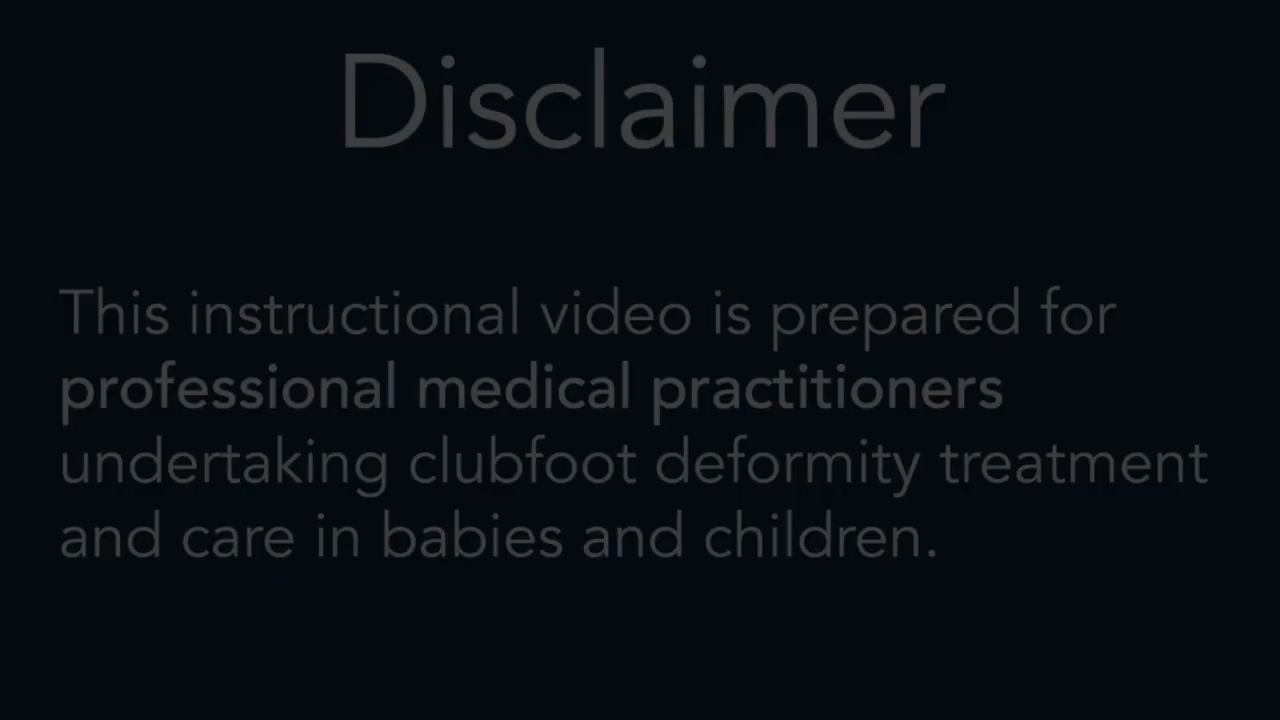 Disclaimer
This instructional video is prepared for
professional medical practitioners
undertaking clubfoot deformity treatment
and care in babies and children.